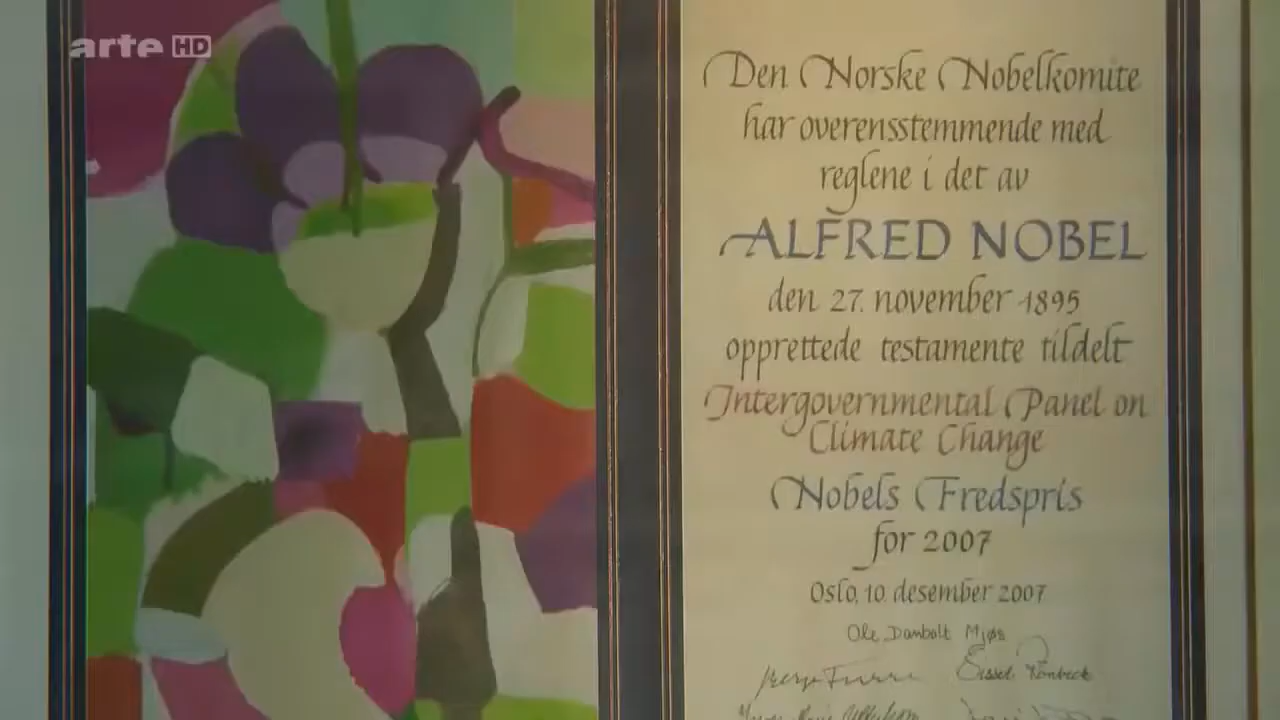 arte HD
Den Norske Nobelkomite
har overensstemmende med
reglene i det av
ALFRED NOBEL
den 27. november 1895
opprettede testamente tildelt
Intergovernmental Panel on
Climate Change
Nobels Fredspris
for 2007
Oslo, 10. desember 2007
Ole Danbolt Mjøs
Sissel Rønbeck